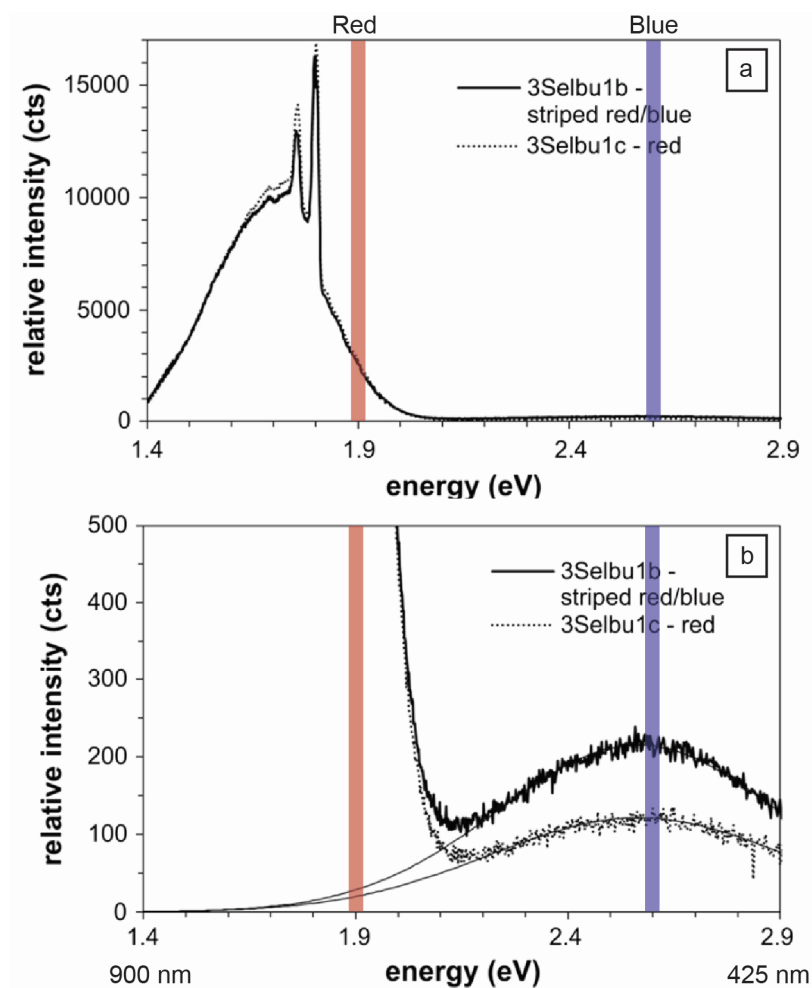 Red
Blue
a
3Selbu1b -
striped red/blue
3Selbu1c - red
15000
10000
5000
0
relative intensity (cts)
1.4
1.9
2.4
2.9
energy (eV)
b
3Selbu1b -
striped red/blue
3Selbu1c - red
500
400
300
200
100
0
relative intensity (cts)
1.4
1.9
2.4
2.9
900 nm
energy (eV)
425 nm